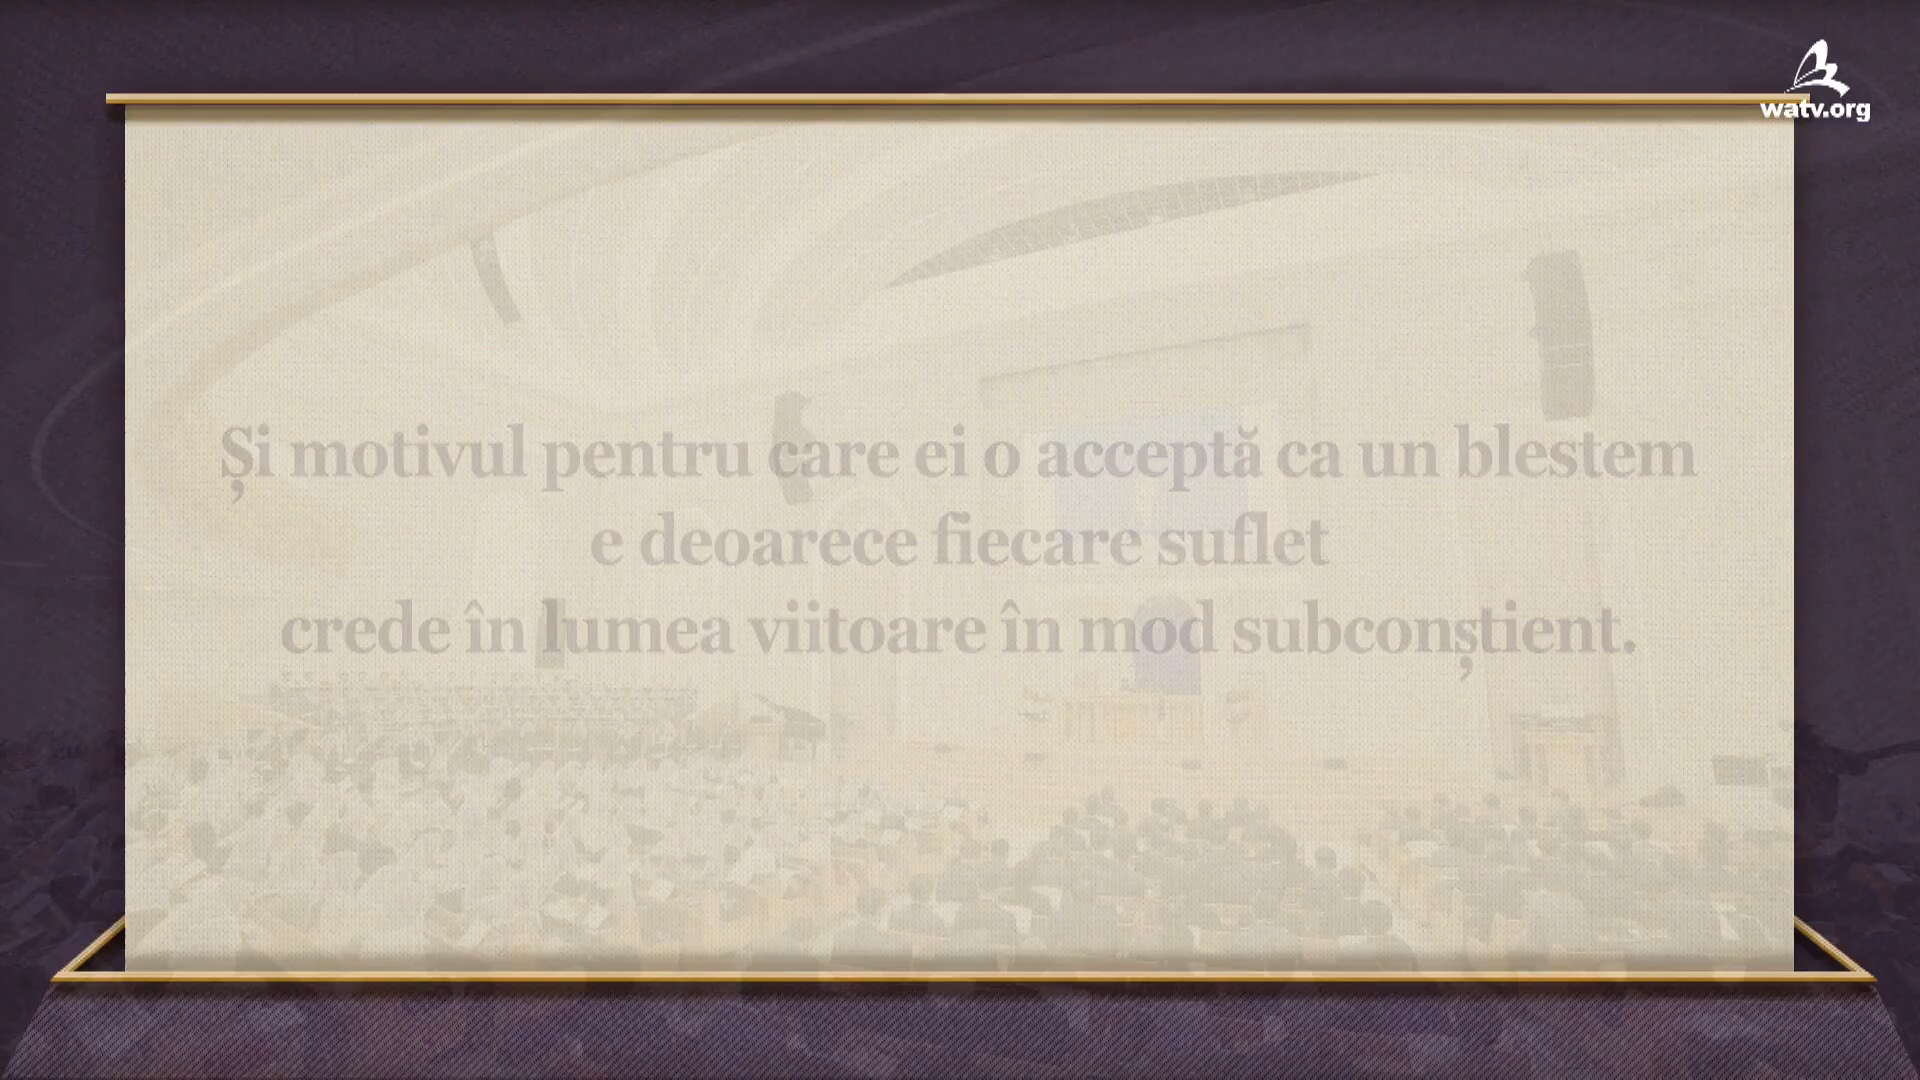 watv.org
Și motivul pentru care ei o acceptă ca un blestem
e deoarece fiecare suflet
crede în lumea viitoare în mod subconștient.